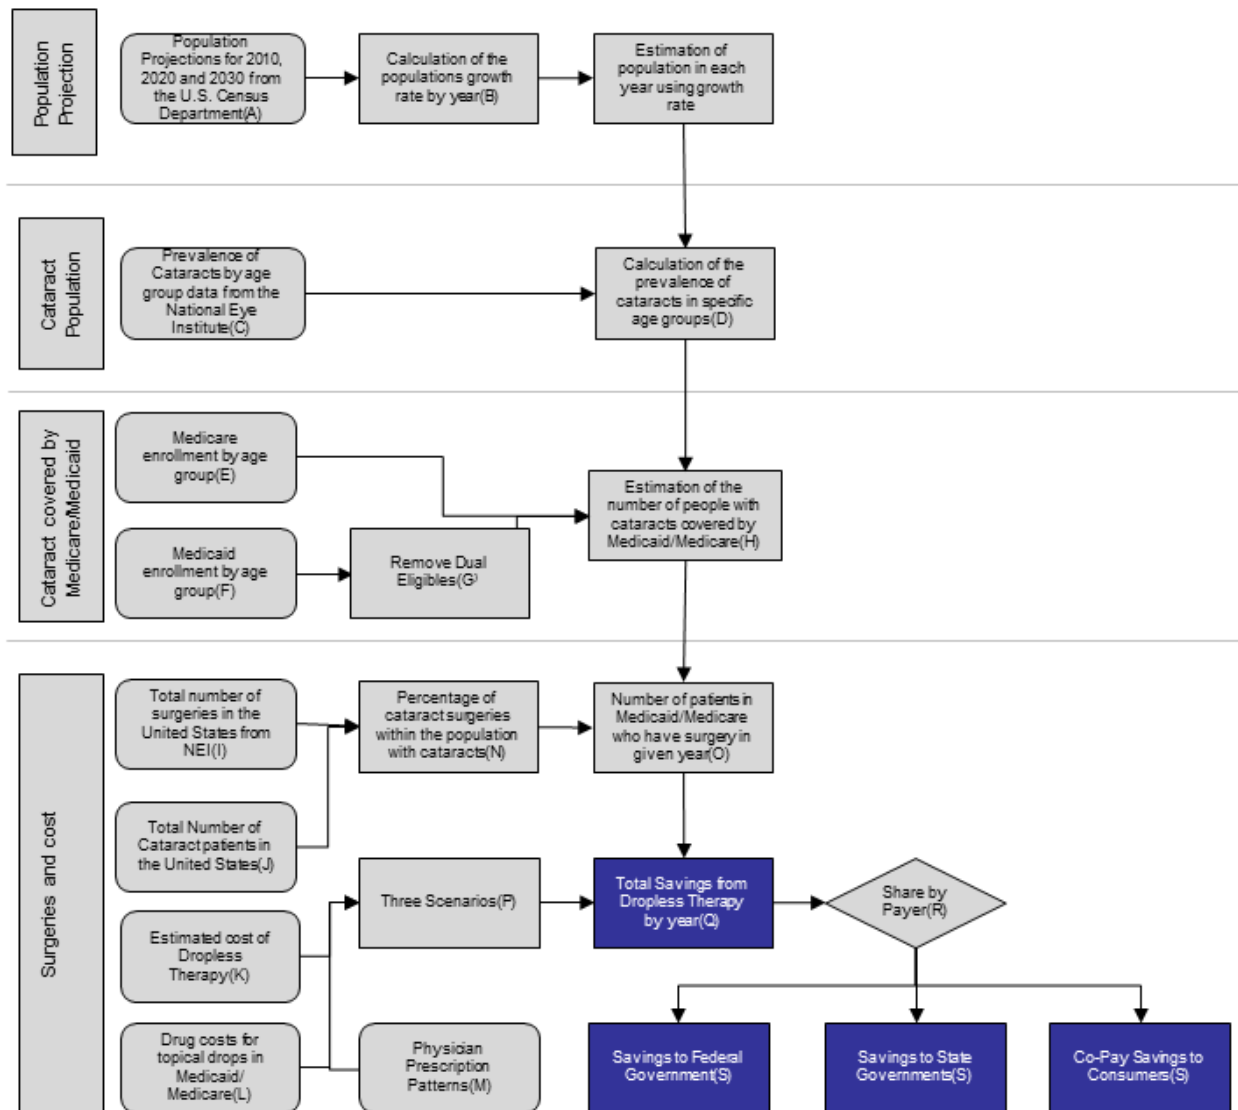 Population
Projection
Population
Projections for 2010,
2020 and 2030 from
the U.S. Census
Department(A)
Calculation of the
populations growth
rate by year(B)
Estimation of
population in each
year using growth
rate
Cataract
Population
Prevalence of
Cataracts by age
group data from the
National Eye
Institute(C)
Calculation of the
prevalence of
cataracts in specific
age groups(D)
Cataract covered by
Medicare/Medicaid
Medicare
enrollment by age
group(E)
Medicaid
enrollment by age
group(F)
Remove Dual
Eligibles(G)
Estimation of the
number of people with
cataracts covered by
Medicaid/Medicare(H)
Surgeries and cost
Total number of
surgeries in the
United States from
NEI(I)
Percentage of
cataract surgeries
within the population
with cataracts(N)
Number of patients in
Medicaid/Medicare
who have surgery in
given year(O)
Total Number of
Cataract patients in
the United States(J)
Estimated cost of
Dropless
Therapy(K)
Three Scenarios(P)
Total Savings from
Dropless Therapy
by year(Q)
Share by
Payer(R)
Drug costs for
topical drops in
Medicaid/
Medicare(L)
Physician
Prescription
Patterns(M)
Savings to Federal
Government(S)
Savings to State
Governments(S)
Co-Pay Savings to
Consumers(S)